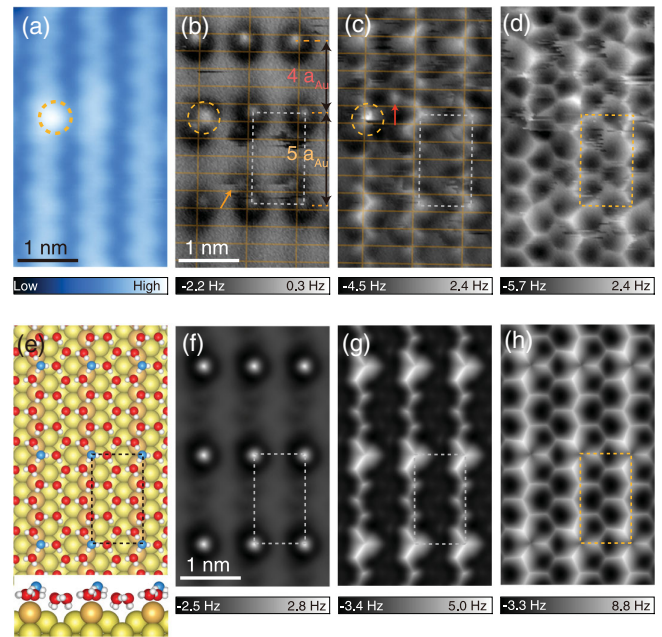 (a) (b) (c) (d)
4 a_Au
5 a_Au
1 nm 1 nm
Low High -2.2 Hz 0.3 Hz -4.5 Hz 2.4 Hz -5.7 Hz 2.4 Hz
(e) (f) (g) (h)
1 nm
-2.5 Hz 2.8 Hz -3.4 Hz 5.0 Hz -3.3 Hz 8.8 Hz